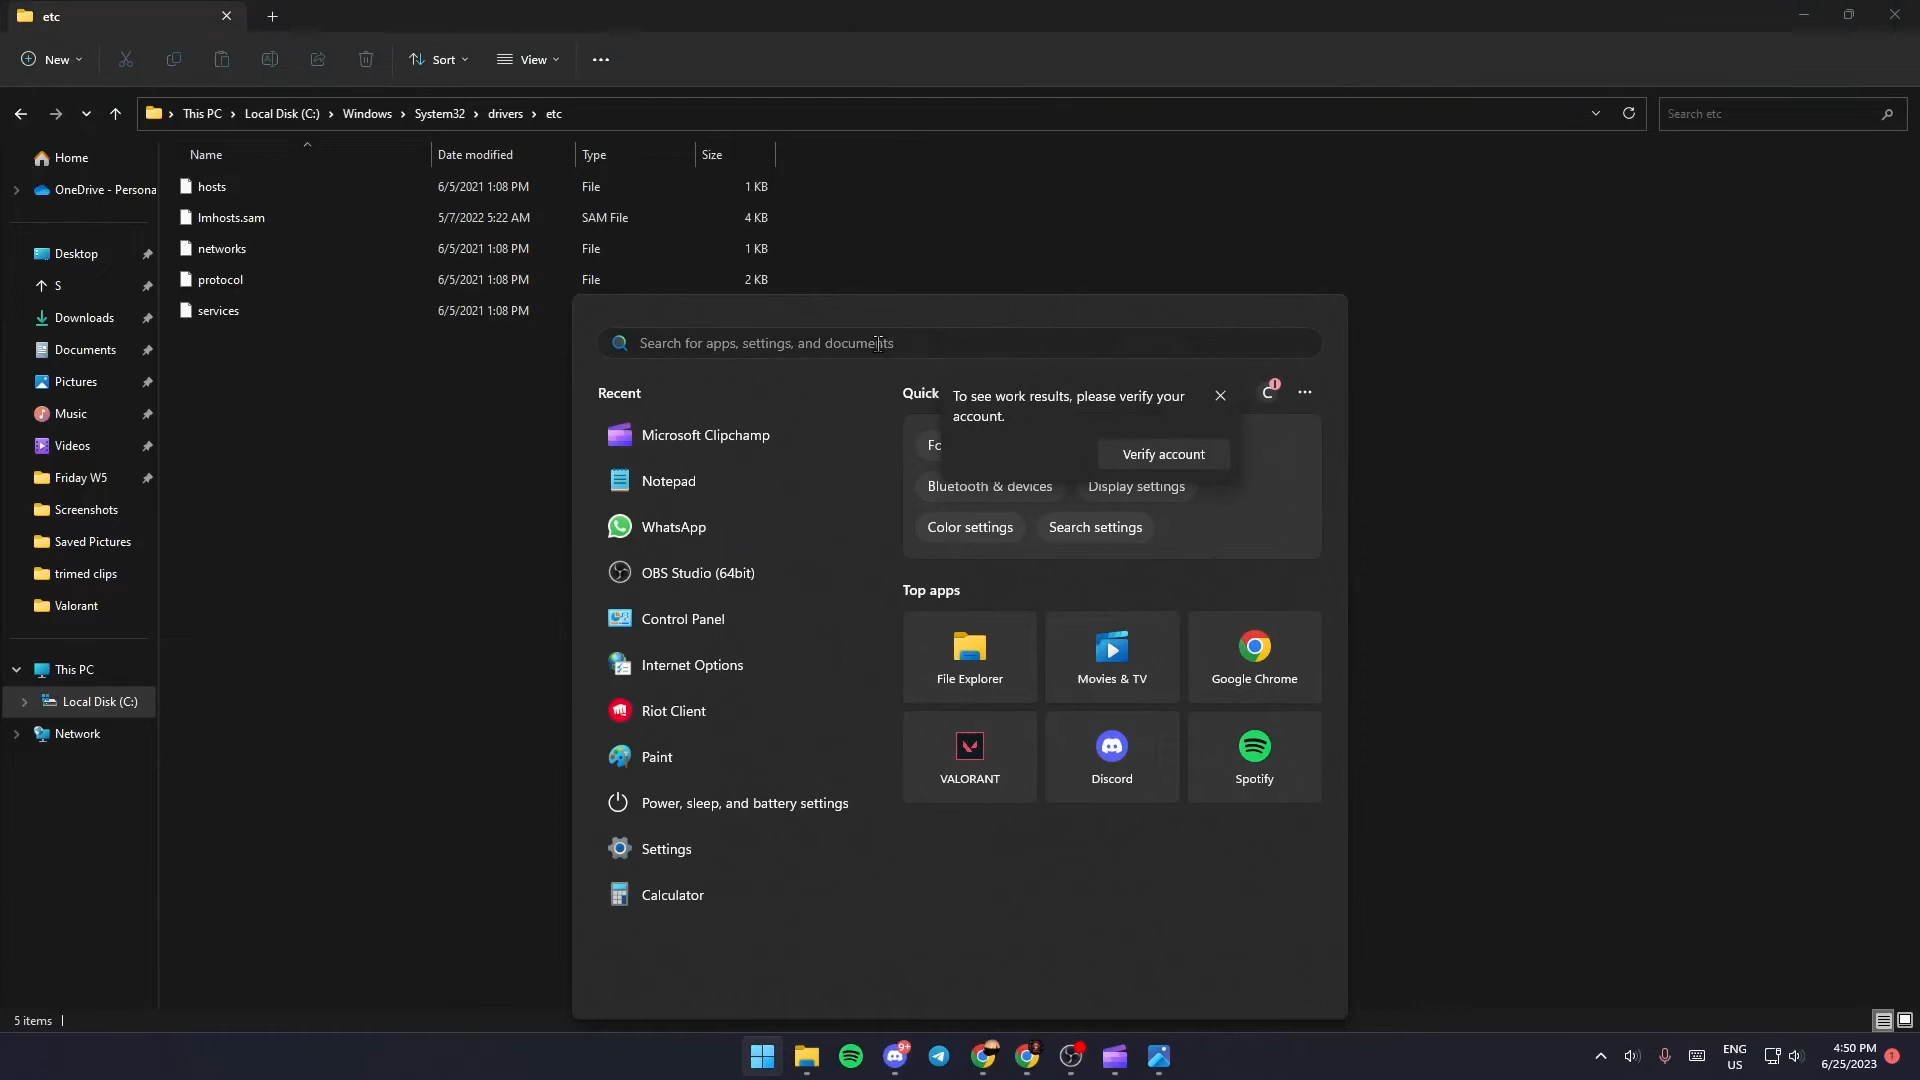 etc
New
Sort
View
This PC
Local Disk (C:)
Windows
System32
drivers
etc
Search etc
Name
Date modified
Type
Size
Home
OneDrive - Persona
Desktop
S
Downloads
Documents
Pictures
Music
Videos
Friday W5
Screenshots
Saved Pictures
trimed clips
Valorant
This PC
Local Disk (C:)
Network
hosts 6/5/2021 1:08 PM File 1 KB
lmhosts.sam 5/7/2022 5:22 AM SAM File 4 KB
networks 6/5/2021 1:08 PM File 1 KB
protocol 6/5/2021 1:08 PM File 2 KB
services 6/5/2021 1:08 PM
Search for apps, settings, and documents
Recent
Microsoft Clipchamp
Notepad
WhatsApp
OBS Studio (64bit)
Control Panel
Internet Options
Riot Client
Paint
Power, sleep, and battery settings
Settings
Calculator
Quick
C
To see work results, please verify your
account.
Verify account
Fo
Bluetooth & devices
Display settings
Color settings
Search settings
Top apps
File Explorer
Movies & TV
Google Chrome
VALORANT
Discord
Spotify
5 items
9+
ENG
US
4:50 PM
6/25/2023
1